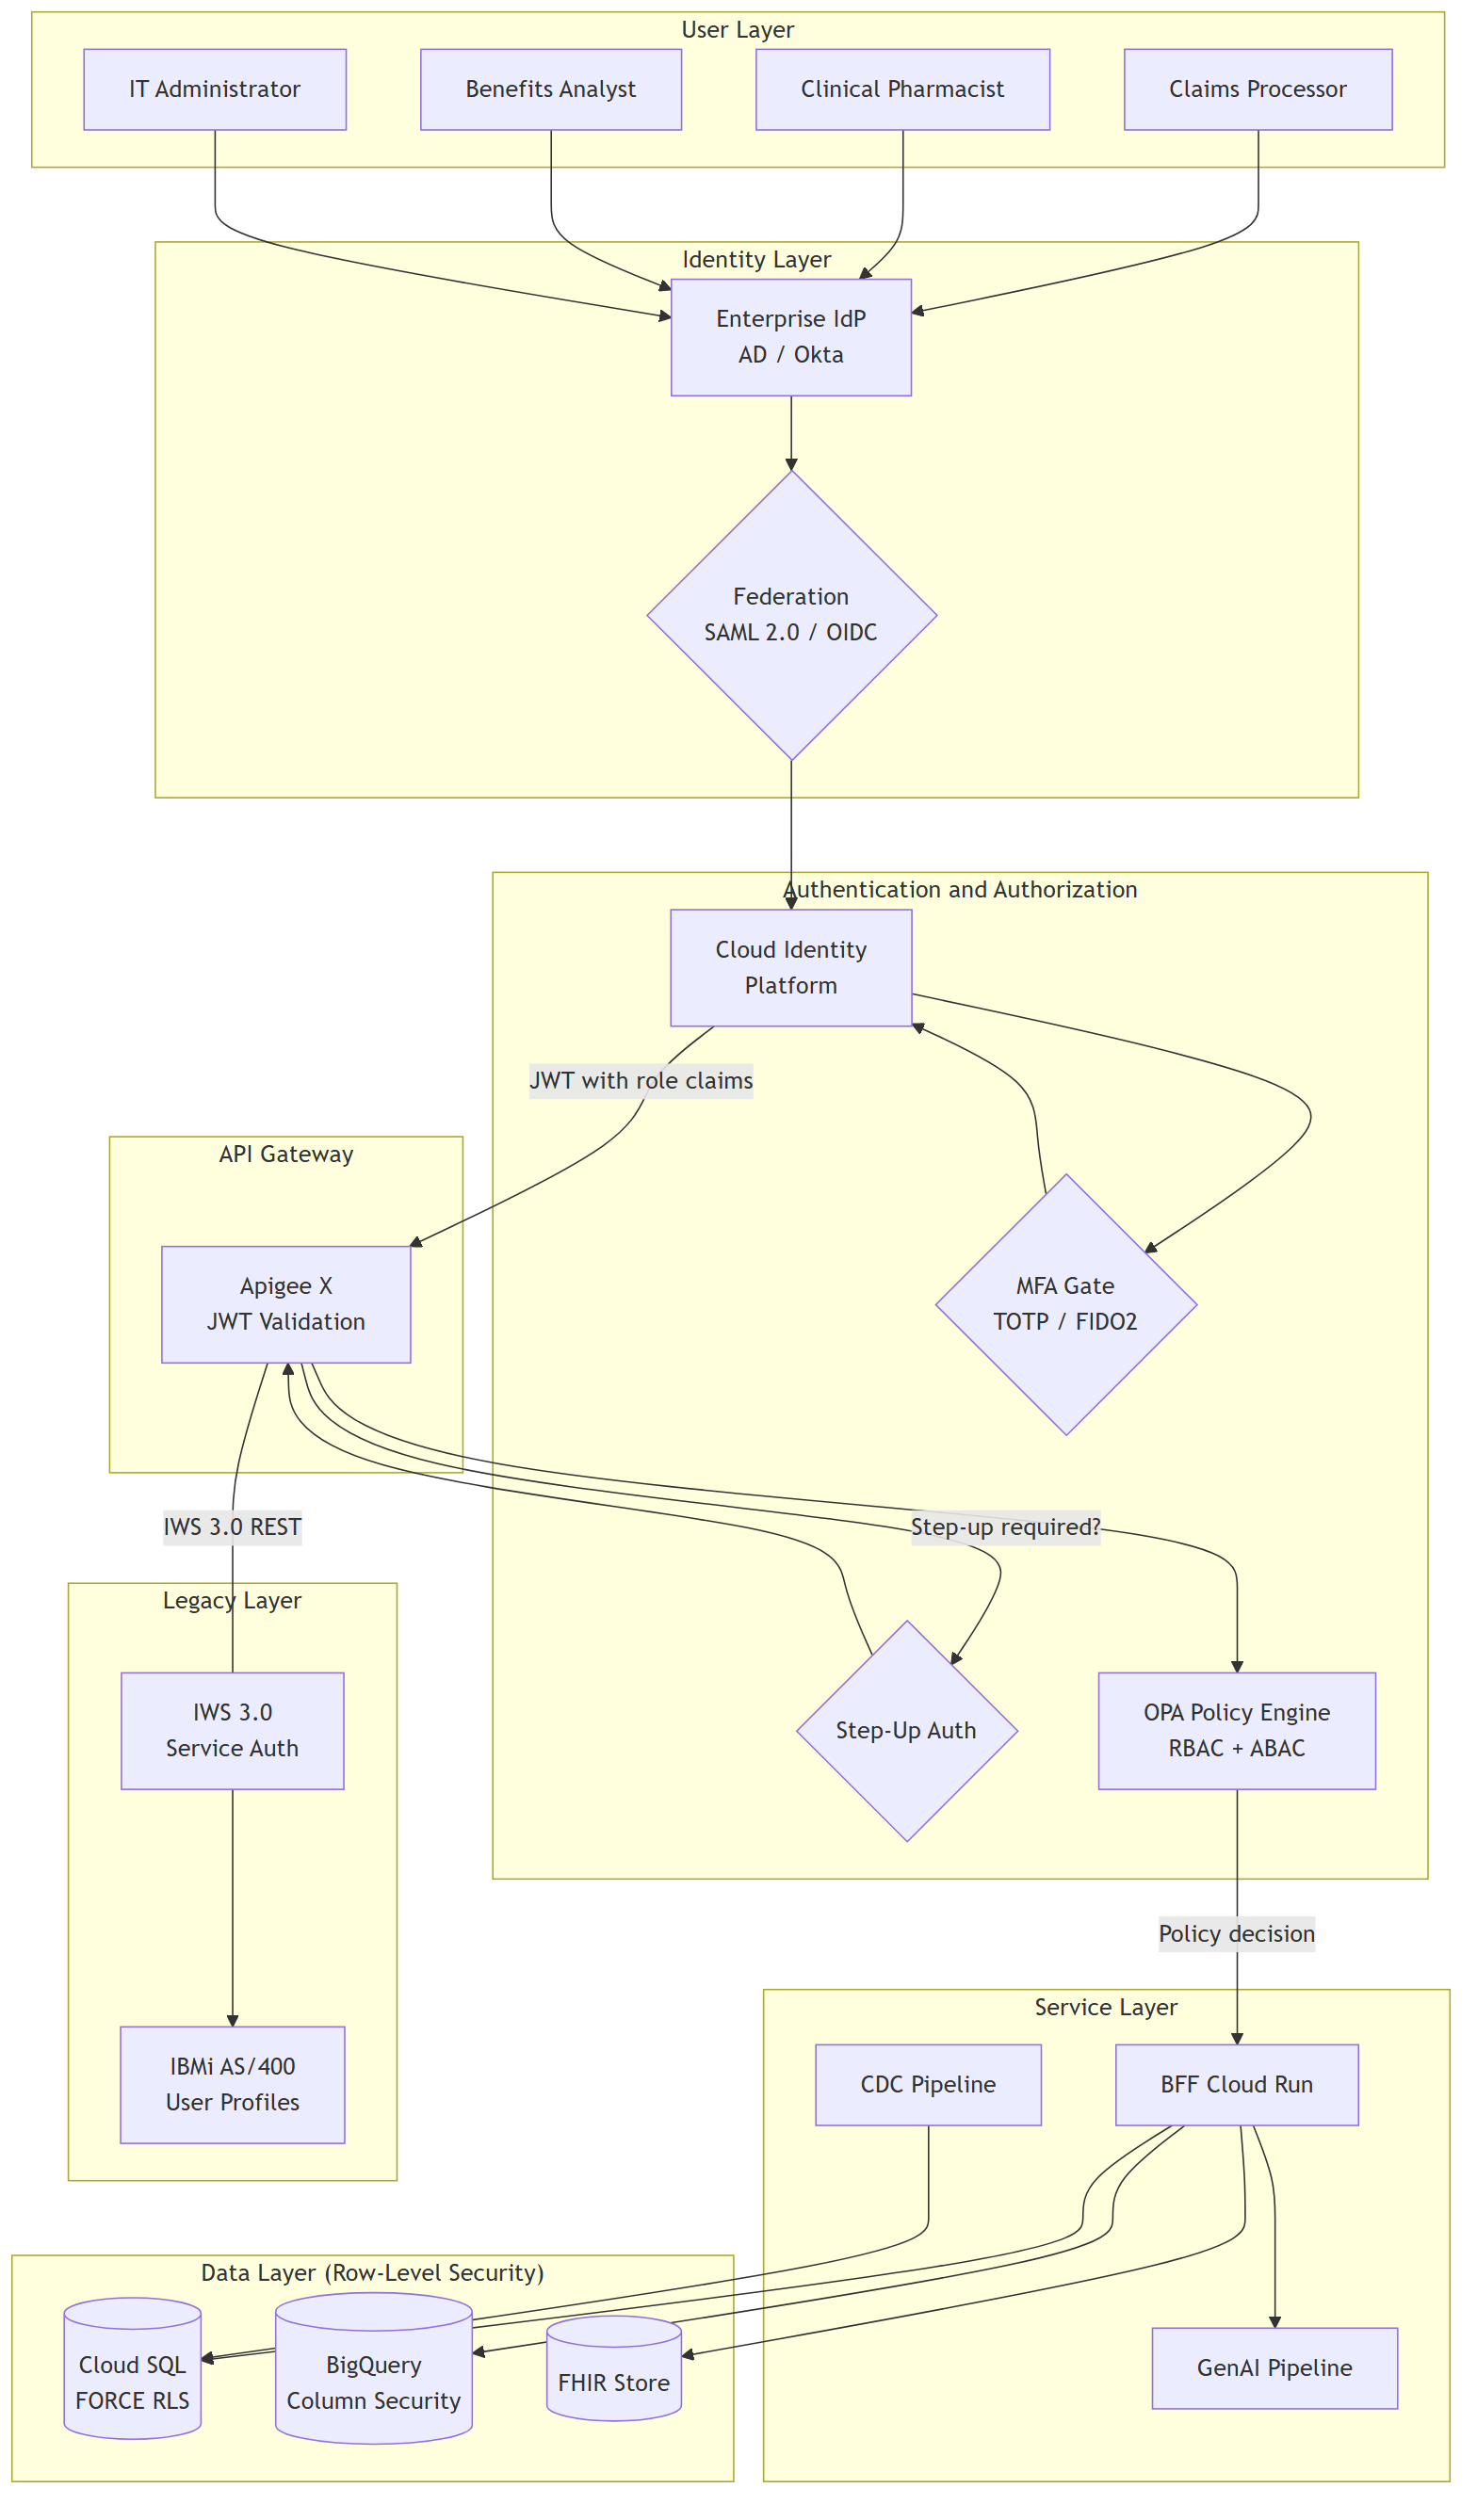 User Layer
IT Administrator
Benefits Analyst
Clinical Pharmacist
Claims Processor
Identity Layer
Enterprise IdP
AD / Okta
Federation
SAML 2.0 / OIDC
Authentication and Authorization
Cloud Identity
Platform
JWT with role claims
API Gateway
Apigee X
JWT Validation
MFA Gate
TOTP / FIDO2
IWS 3.0 REST
Step-up required?
Legacy Layer
IWS 3.0
Service Auth
Step-Up Auth
OPA Policy Engine
RBAC + ABAC
Policy decision
Service Layer
IBMi AS/400
User Profiles
CDC Pipeline
BFF Cloud Run
Data Layer (Row-Level Security)
Cloud SQL
FORCE RLS
BigQuery
Column Security
FHIR Store
GenAI Pipeline